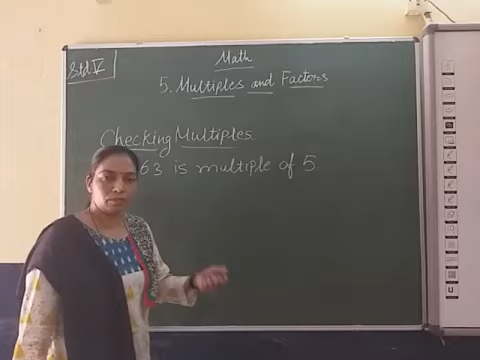 Std.V
Math
5. Multiples and Factors
Checking Multiples.
63 is multiple of 5.